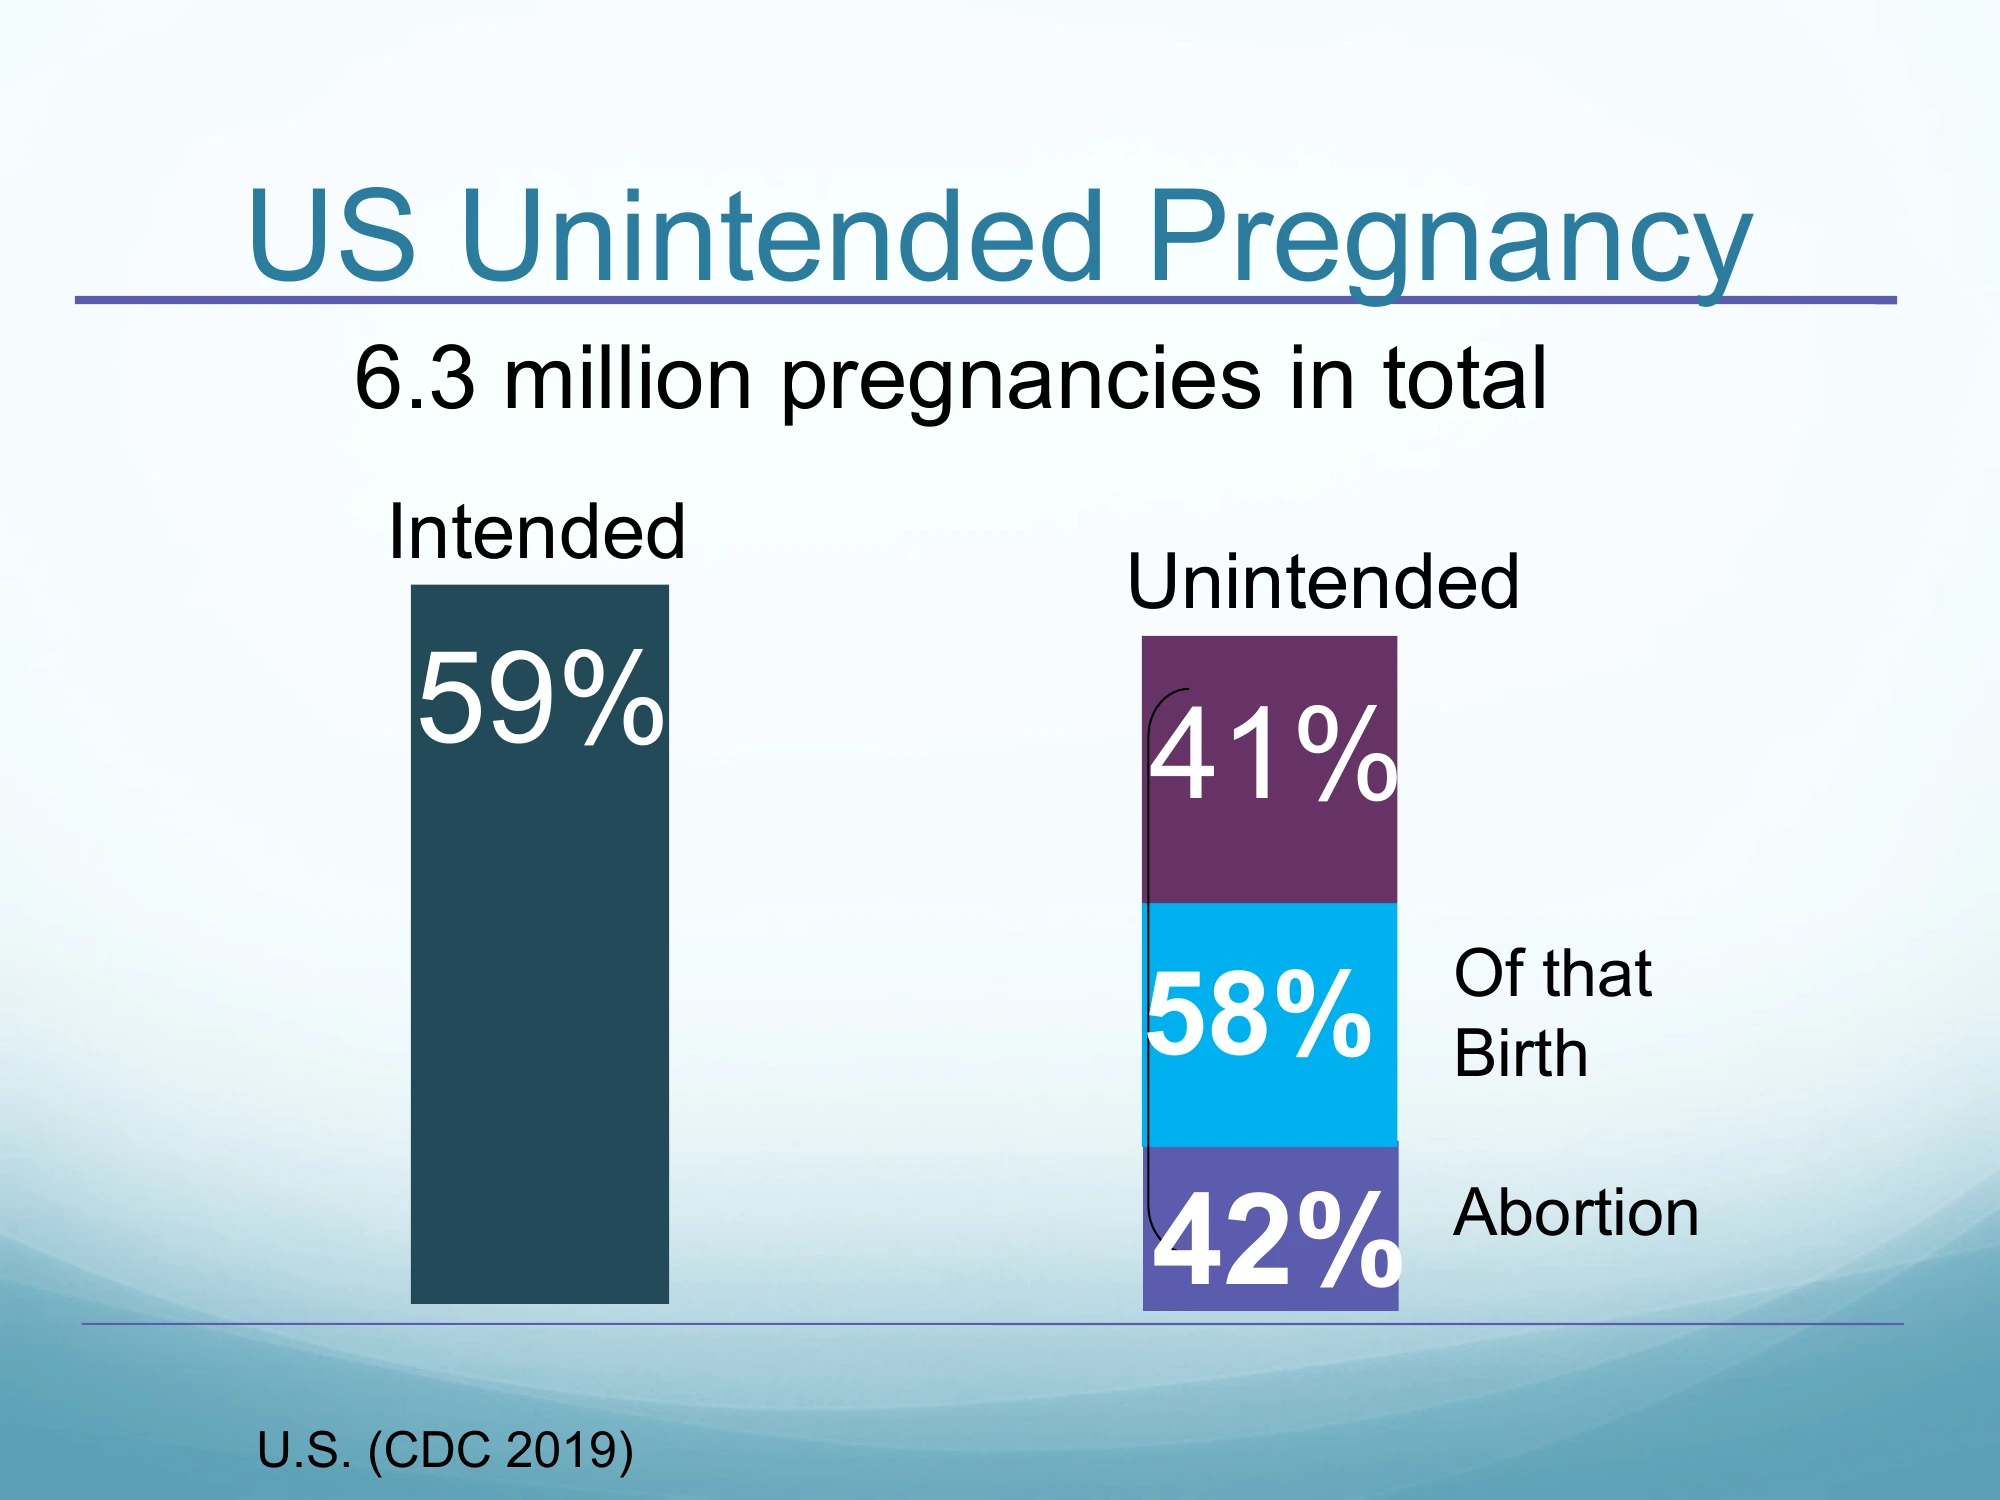 US Unintended Pregnancy
6.3 million pregnancies in total
Intended
59%
Unintended
41%
58%
Of that
Birth
42%
Abortion
U.S. (CDC 2019)